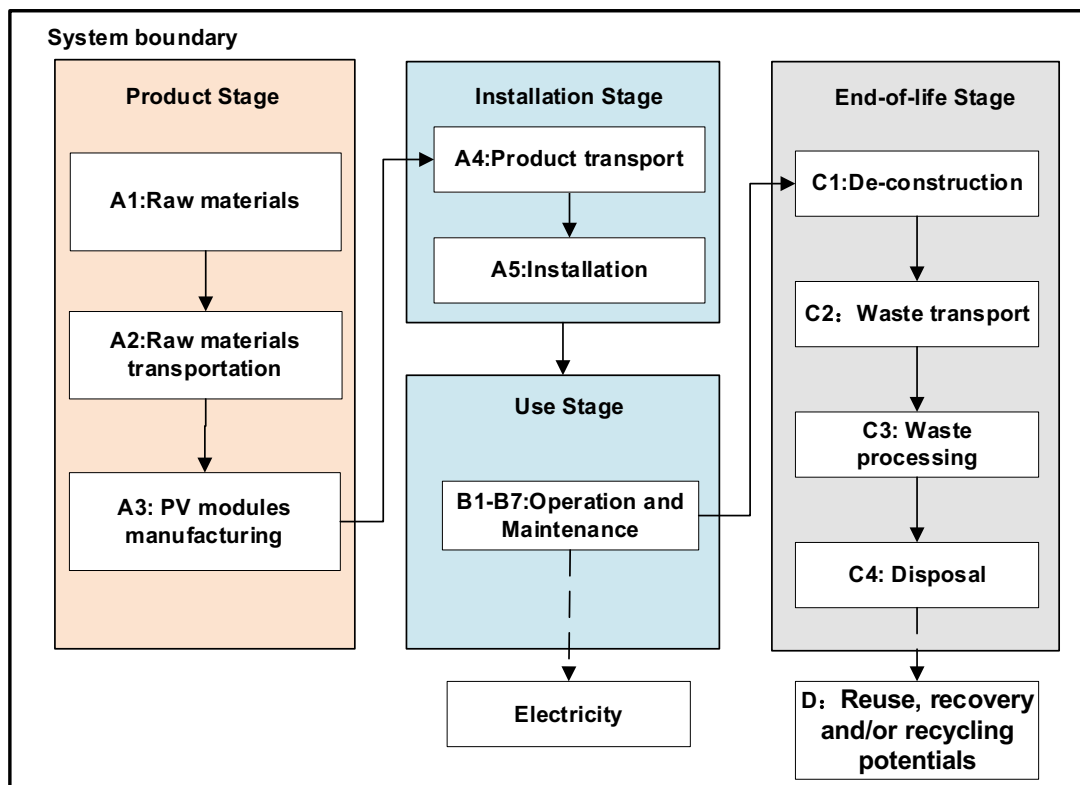 System boundary
Product Stage
A1:Raw materials
A2:Raw materials
transportation
A3: PV modules
manufacturing
Installation Stage
A4:Product transport
A5:Installation
Use Stage
B1-B7:Operation and
Maintenance
Electricity
End-of-life Stage
C1:De-construction
C2：Waste transport
C3: Waste
processing
C4: Disposal
D：Reuse, recovery
and/or recycling
potentials